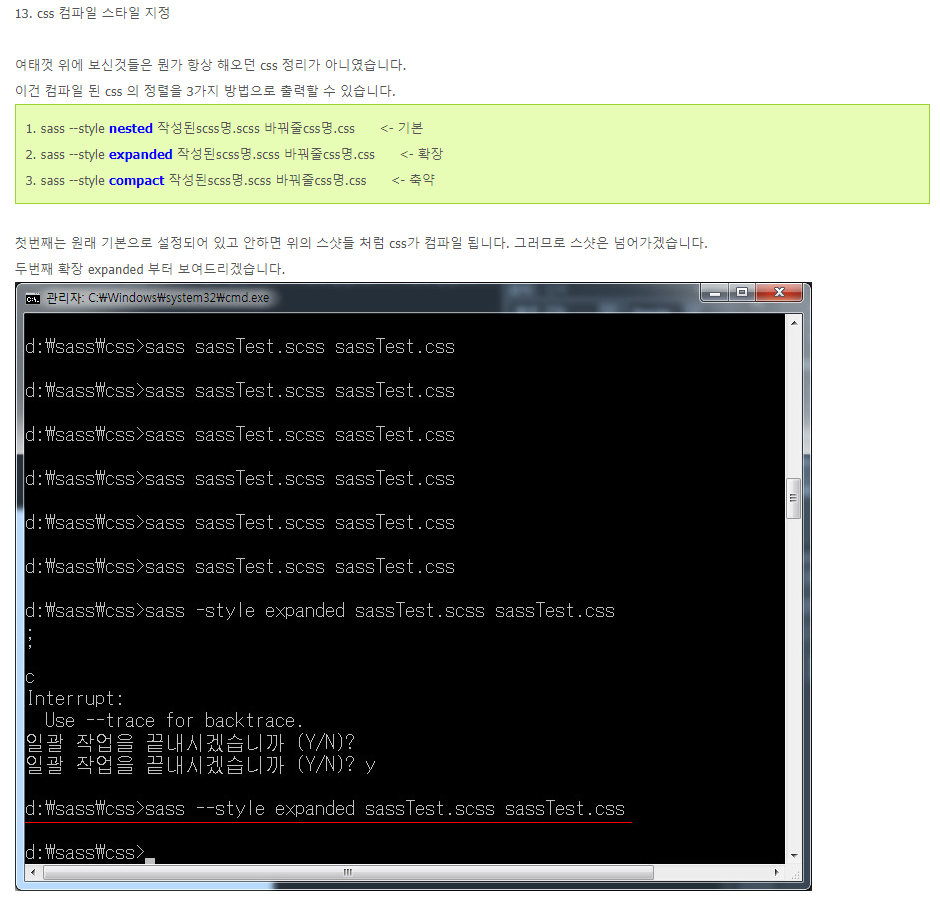 13. css 컴파일 스타일 지정
여태껏 위에 보신것들은 뭔가 항상 해오던 css 정리가 아니였습니다.
이건 컴파일 된 css 의 정렬을 3가지 방법으로 출력할 수 있습니다.
1. sass --style nested 작성된scss명.scss 바꿔줄css명.css <- 기본
2. sass --style expanded 작성된scss명.scss 바꿔줄css명.css <- 확장
3. sass --style compact 작성된scss명.scss 바꿔줄css명.css <- 축약
첫번째는 원래 기본으로 설정되어 있고 안하면 위의 스샷들 처럼 css가 컴파일 됩니다. 그러므로 스샷은 넘어가겠습니다.
두번째 확장 expanded 부터 보여드리겠습니다.
관리자: C:₩Windows₩system32₩cmd.exe
d:₩sass₩css>sass sassTest.scss sassTest.css
d:₩sass₩css>sass sassTest.scss sassTest.css
d:₩sass₩css>sass sassTest.scss sassTest.css
d:₩sass₩css>sass sassTest.scss sassTest.css
d:₩sass₩css>sass sassTest.scss sassTest.css
d:₩sass₩css>sass sassTest.scss sassTest.css
d:₩sass₩css>sass -style expanded sassTest.scss sassTest.css
;
c
Interrupt:
Use --trace for backtrace.
일괄 작업을 끝내시겠습니까 (Y/N)?
일괄 작업을 끝내시겠습니까 (Y/N)? y
d:₩sass₩css>sass --style expanded sassTest.scss sassTest.css
d:₩sass₩css>